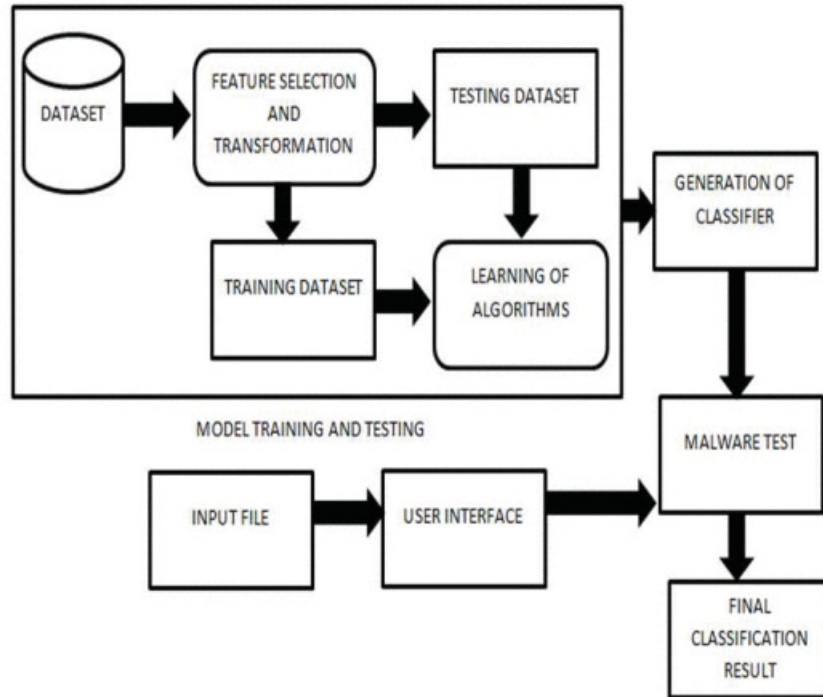 DATASET
FEATURE SELECTION
AND
TRANSFORMATION
TESTING DATASET
GENERATION OF
CLASSIFIER
TRAINING DATASET
LEARNING OF
ALGORITHMS
MODEL TRAINING AND TESTING
MALWARE TEST
INPUT FILE
USER INTERFACE
FINAL
CLASSIFICATION
RESULT